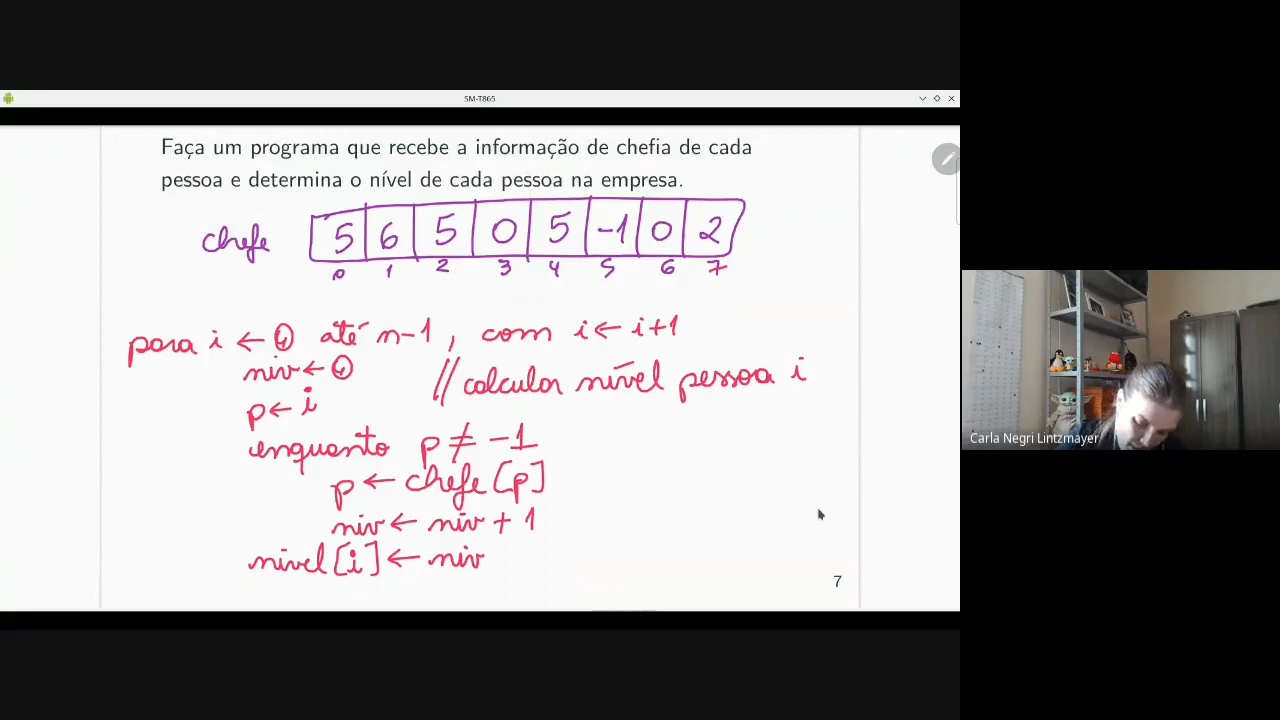 SM-T865
Faça um programa que recebe a informação de chefia de cada
pessoa e determina o nível de cada pessoa na empresa.
chefe 5 6 5 0 5 -1 0 2
0 1 2 3 4 5 6 7
para i ← 0 até n-1, com i ← i+1
niv ← 0 // calcular nível pessoa i
p ← i
enquanto p ≠ -1
p ← chefe[p]
niv ← niv + 1
nivel[i] ← niv
7
Carla Negri Lintzmayer